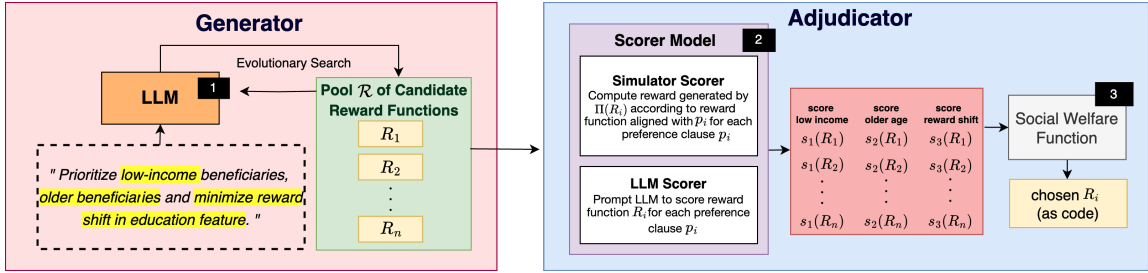 Generator
Evolutionary Search
LLM
1
Pool ℛ of Candidate
Reward Functions
R₁
R₂
⋮
Rₙ
" Prioritize low-income beneficiaries,
older beneficiaries and minimize reward
shift in education feature. "
Adjudicator
Scorer Model
2
Simulator Scorer
Compute reward generated by
Π(Rᵢ) according to reward
function aligned with pᵢ for each
preference clause pᵢ
LLM Scorer
Prompt LLM to score reward
function Rᵢ for each preference
clause pᵢ
score
low income
score
older age
score
reward shift
s₁(R₁) s₂(R₁) s₃(R₁)
s₁(R₂) s₂(R₂) s₃(R₂)
⋮ ⋮ ⋮
s₁(Rₙ) s₂(Rₙ) s₃(Rₙ)
3
Social Welfare
Function
chosen Rᵢ
(as code)